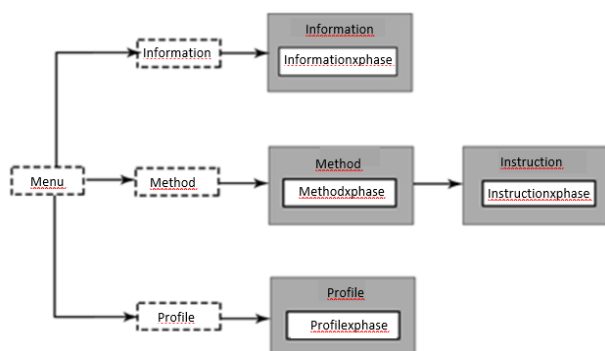 Information
Information
Informationxphase
Menu
Method
Method
Methodxphase
Instruction
Instructionxphase
Profile
Profile
Profilexphase